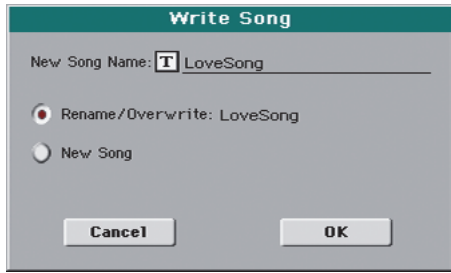 Write Song
New Song Name: T LoveSong
Rename/Overwrite: LoveSong
New Song
Cancel OK